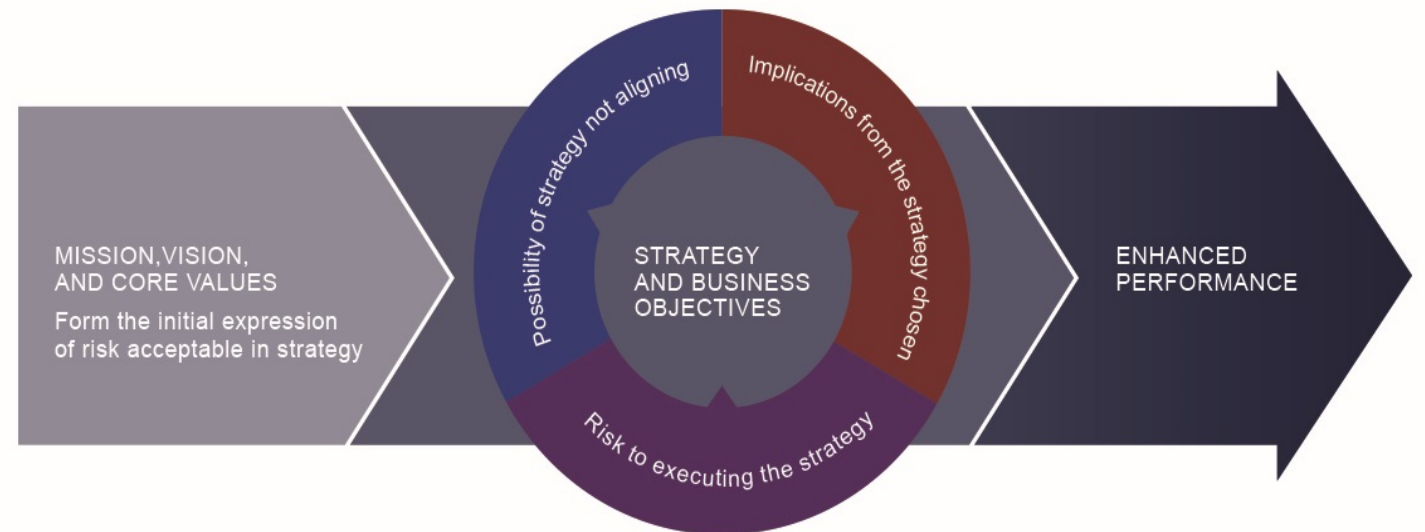 MISSION,VISION,
AND CORE VALUES
Form the initial expression
of risk acceptable in strategy
Possibility of strategy not aligning
Implications from the strategy chosen
STRATEGY
AND BUSINESS
OBJECTIVES
Risk to executing the strategy
ENHANCED
PERFORMANCE